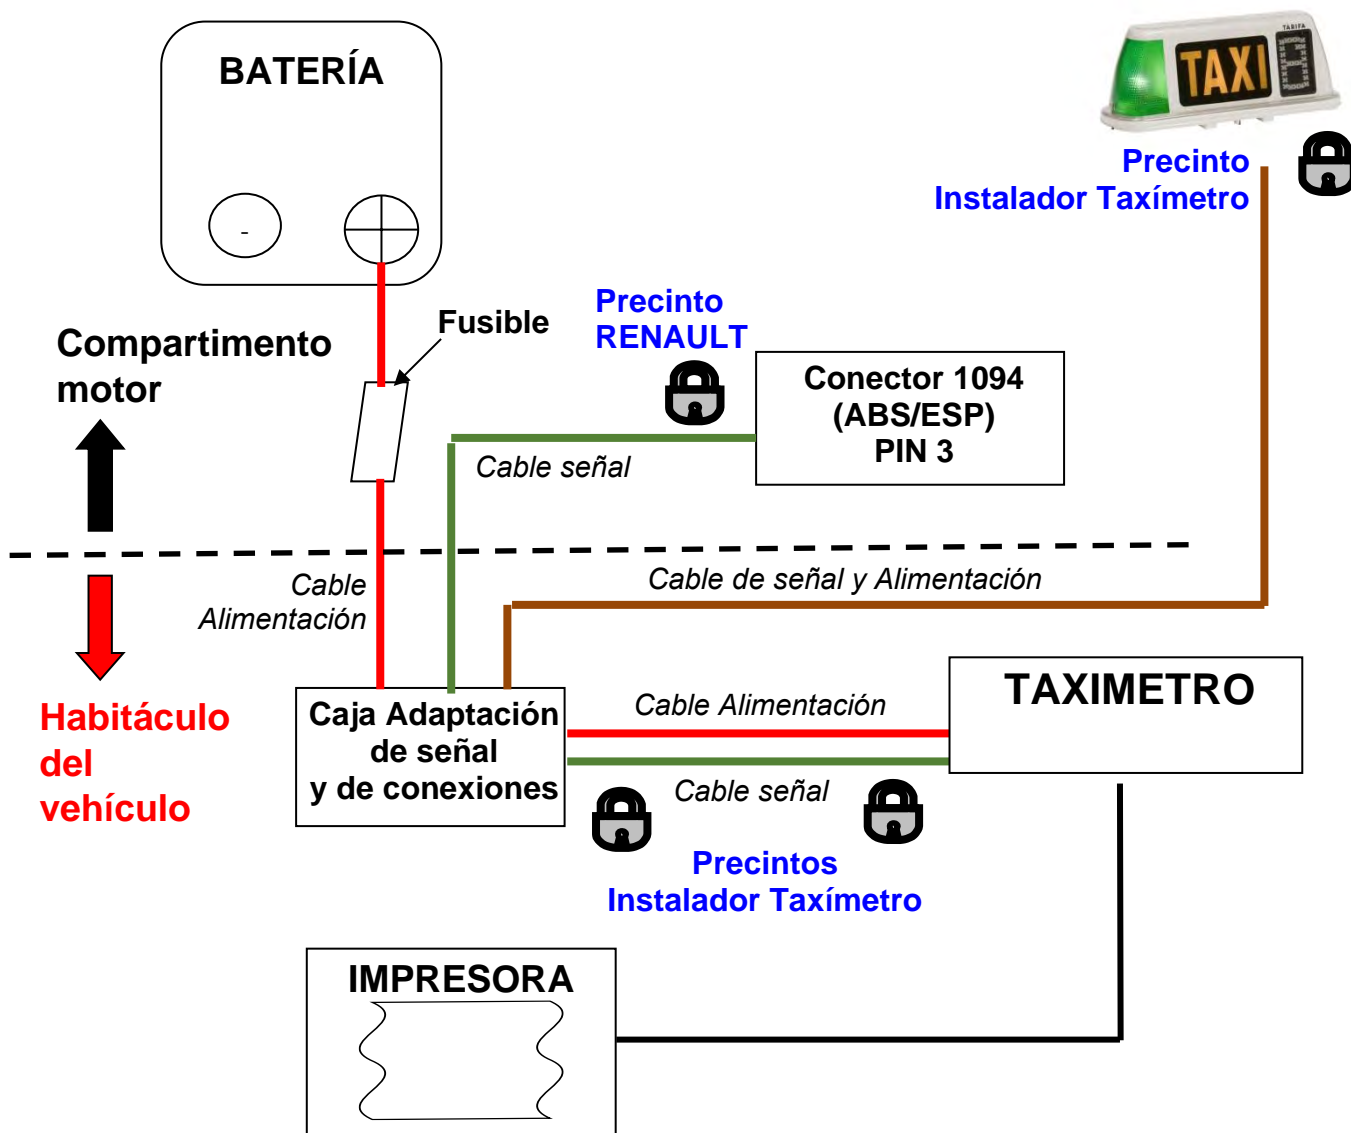 BATERÍA
-
TARIFA
TAXI
Precinto
Instalador Taxímetro
Compartimento
motor
Fusible
Precinto
RENAULT
Conector 1094
(ABS/ESP)
PIN 3
Cable señal
Cable
Alimentación
Cable de señal y Alimentación
Habitáculo
del
vehículo
Caja Adaptación
de señal
y de conexiones
Cable Alimentación
Cable señal
TAXIMETRO
Precintos
Instalador Taxímetro
IMPRESORA